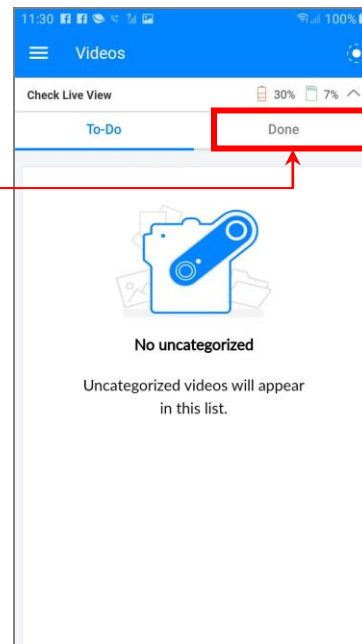 11:30 100%
Videos
Check Live View 30% 7%
To-Do Done
No uncategorized
Uncategorized videos will appear
in this list.